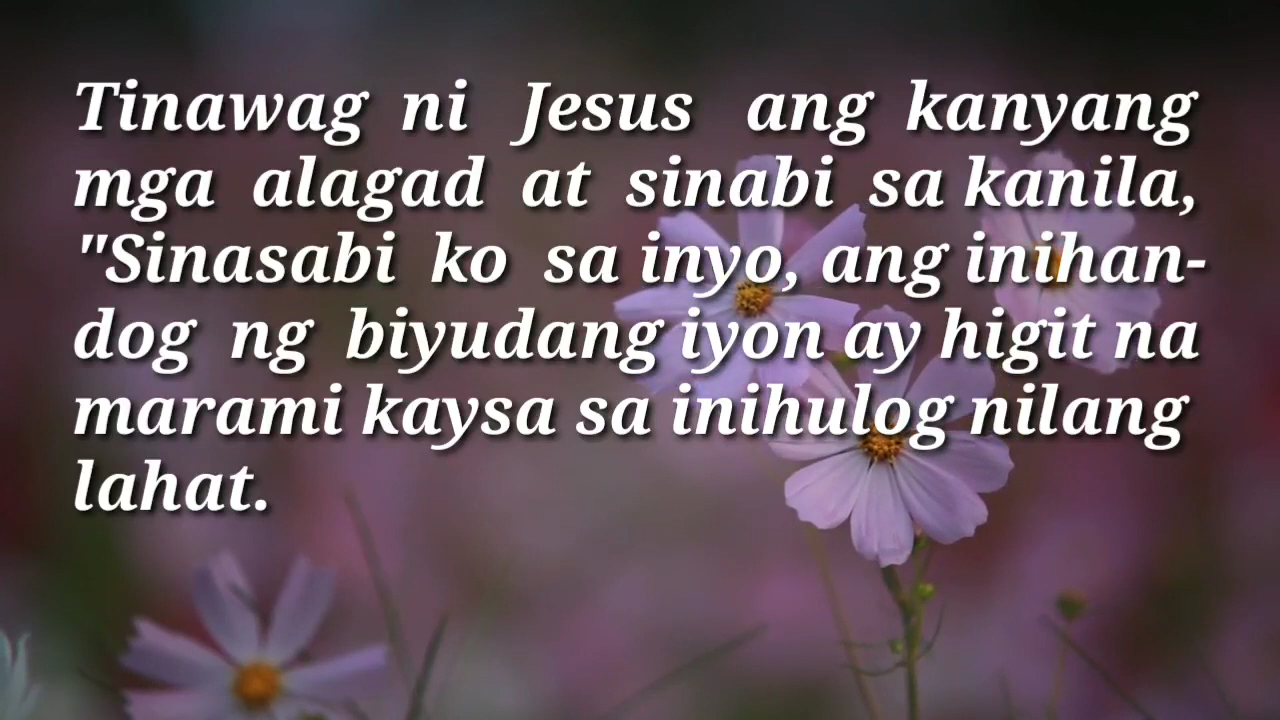 Tinawag ni Jesus ang kanyang
mga alagad at sinabi sa kanila,
"Sinasabi ko sa inyo, ang inihan-
dog ng biyudang iyon ay higit na
marami kaysa sa inihulog nilang
lahat.